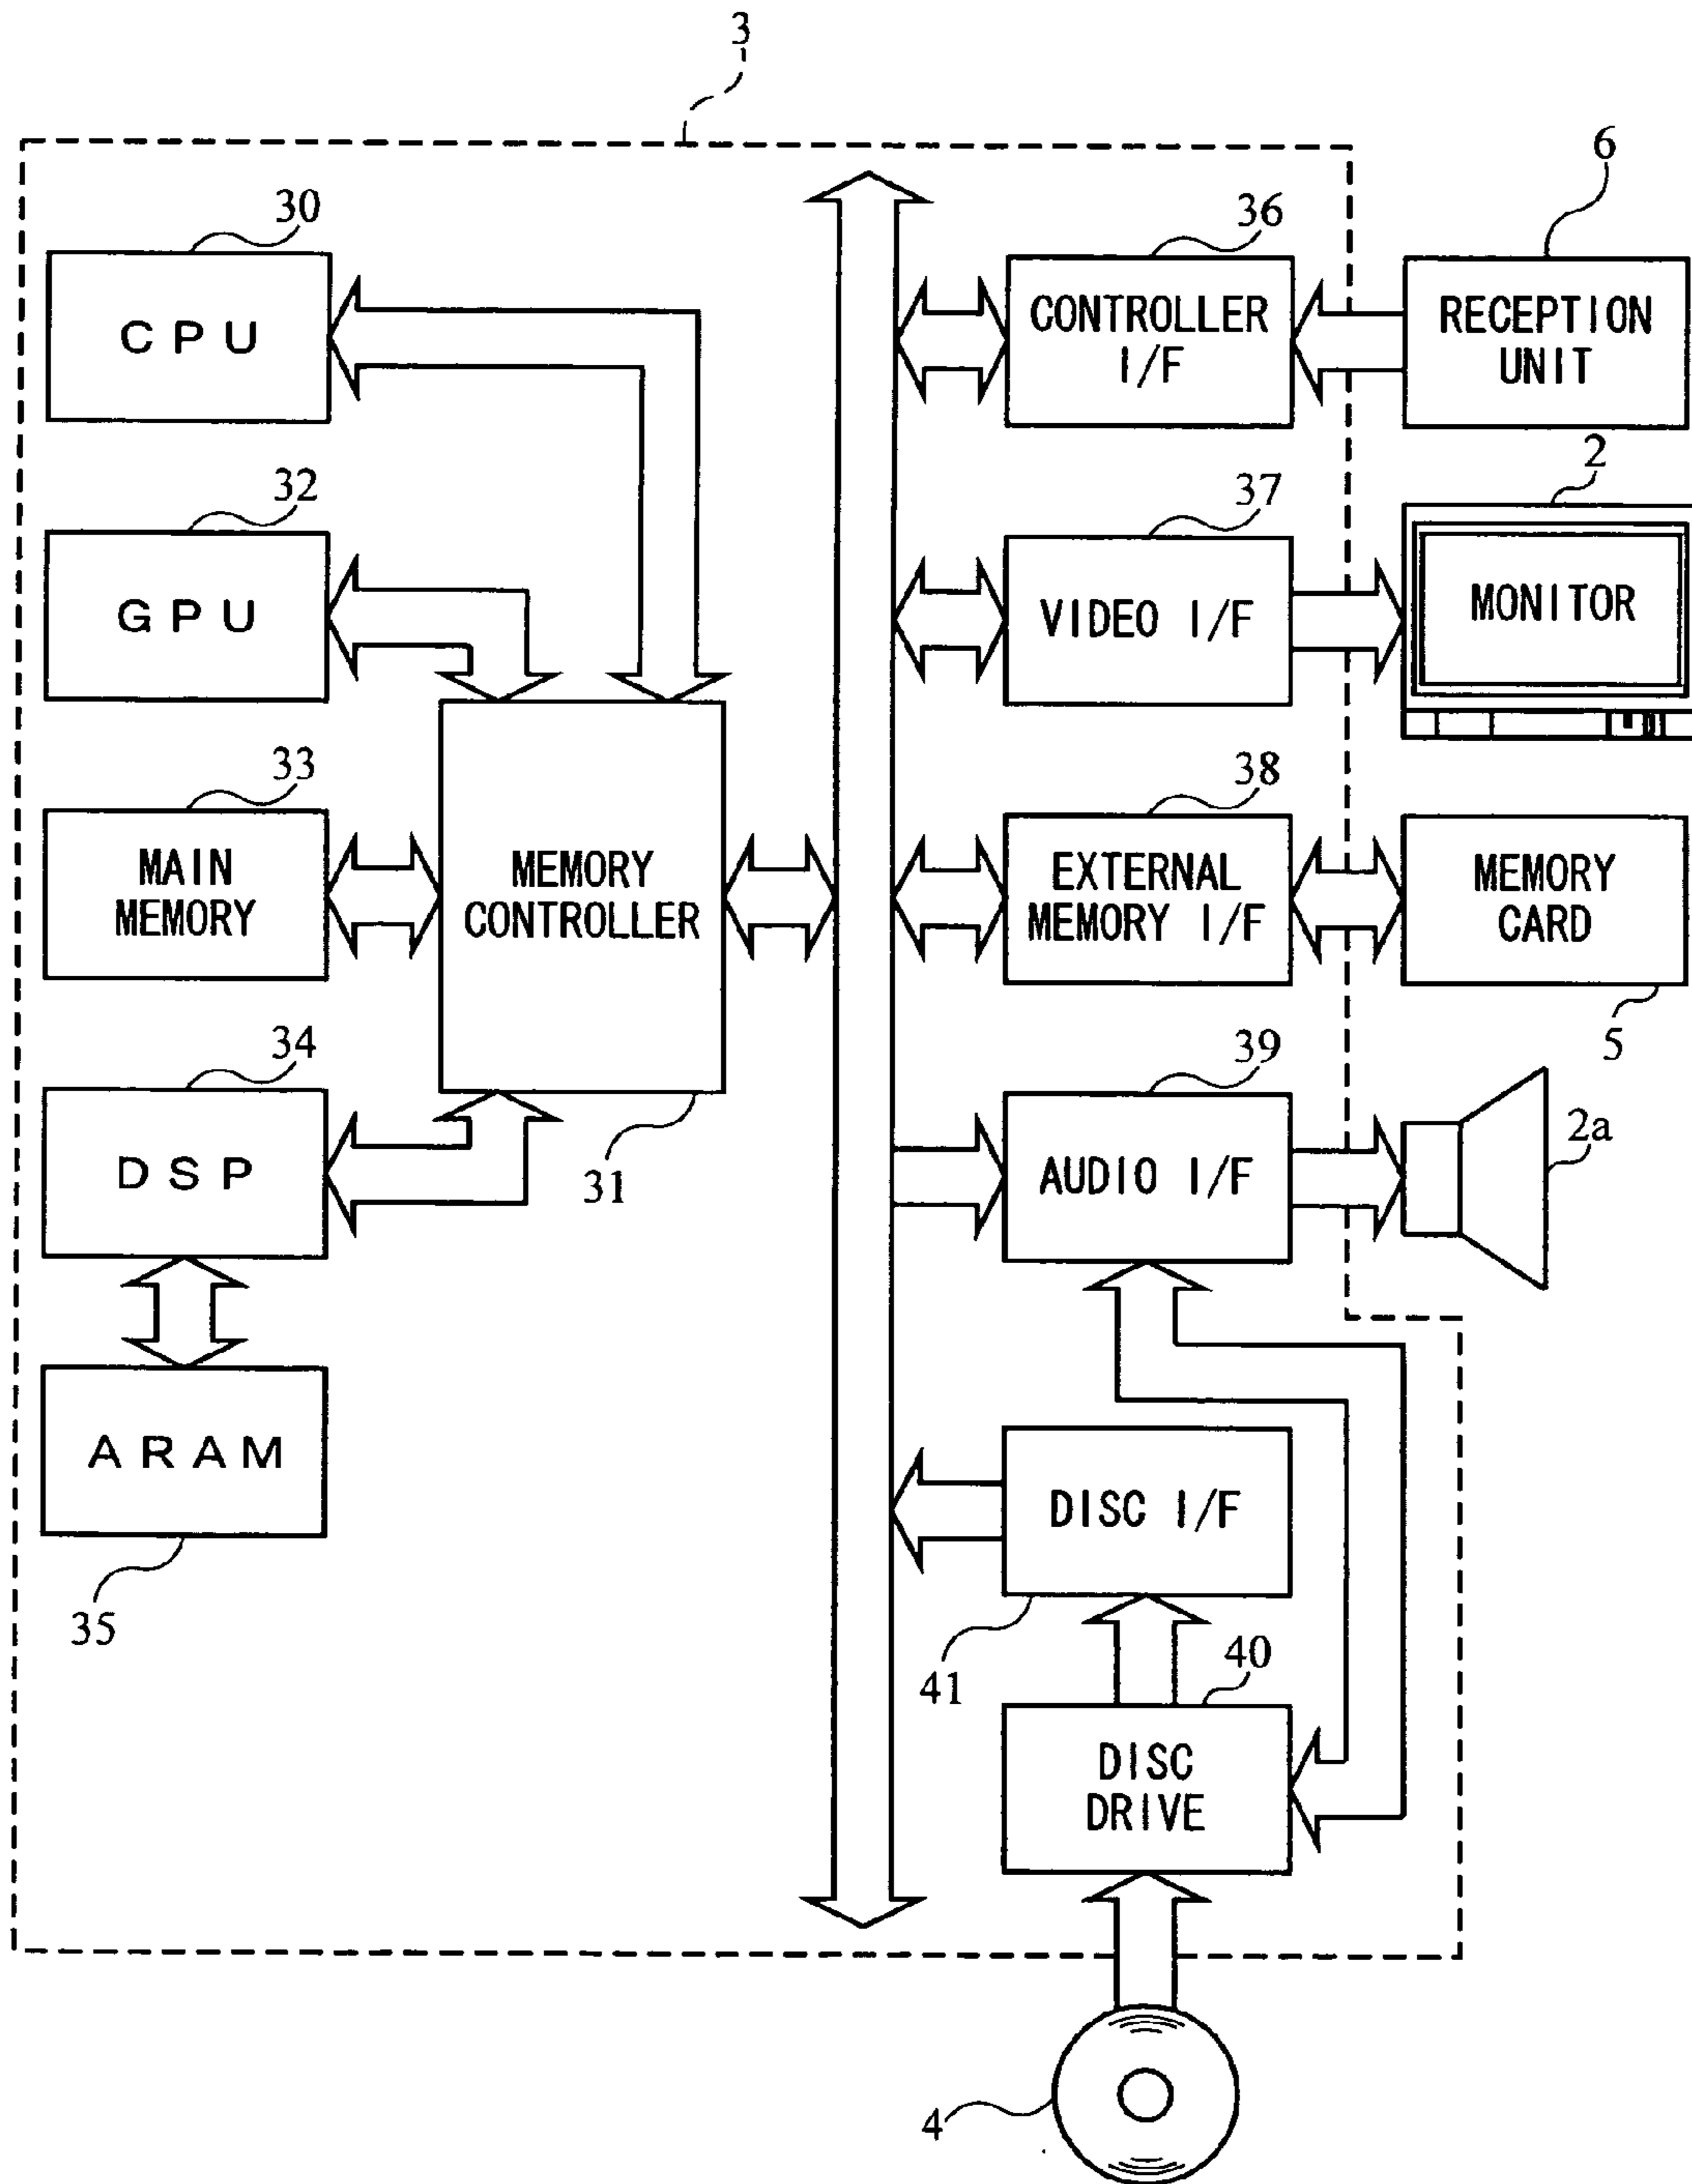 3
6
30
36
CPU
CONTROLLER
I/F
RECEPTION
UNIT
32
37
2
GPU
VIDEO I/F
MONITOR
33
38
MAIN
MEMORY
MEMORY
CONTROLLER
EXTERNAL
MEMORY I/F
MEMORY
CARD
34
39
5
31
2a
DSP
AUDIO I/F
ARAM
DISC I/F
35
41
40
DISC
DRIVE
4